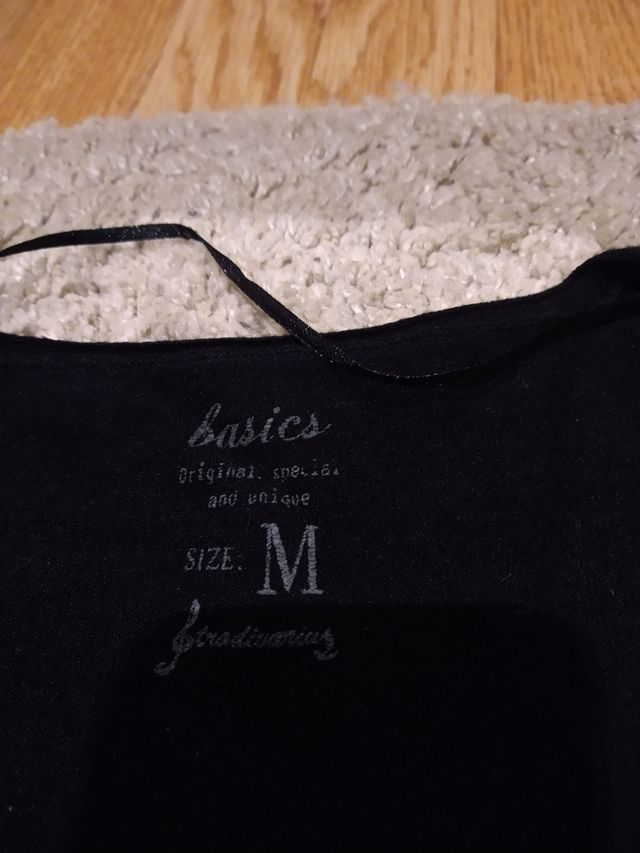 basics
Original, special
and unique
SIZE: M
Stradivarius